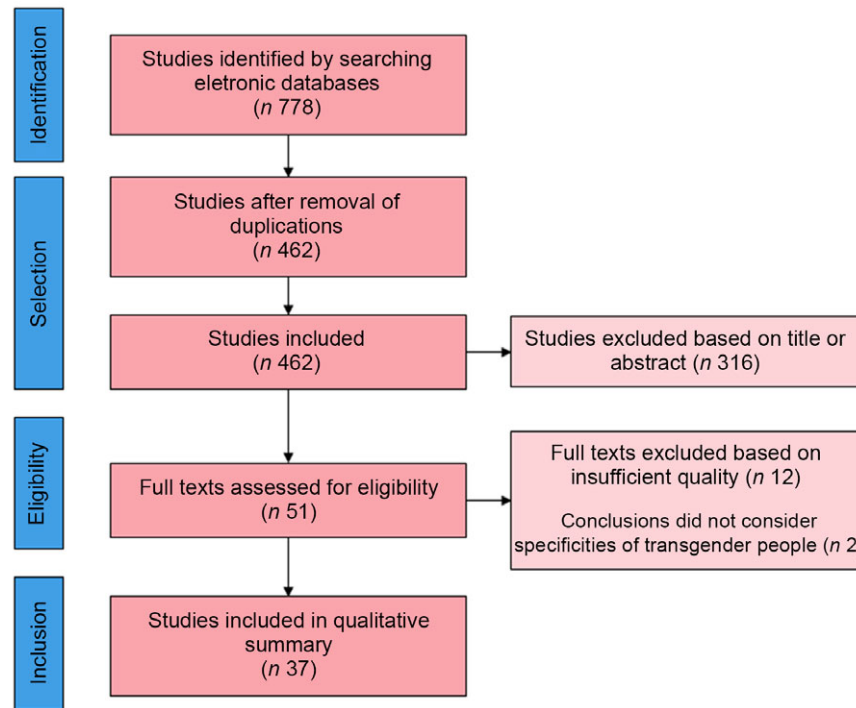 Identification
Studies identified by searching
eletronic databases
(n 778)
Selection
Studies after removal of
duplications
(n 462)
Studies included
(n 462)
Studies excluded based on title or
abstract (n 316)
Eligibility
Full texts assessed for eligibility
(n 51)
Full texts excluded based on
insufficient quality (n 12)
Conclusions did not consider
specificities of transgender people (n 2
Inclusion
Studies included in qualitative
summary
(n 37)